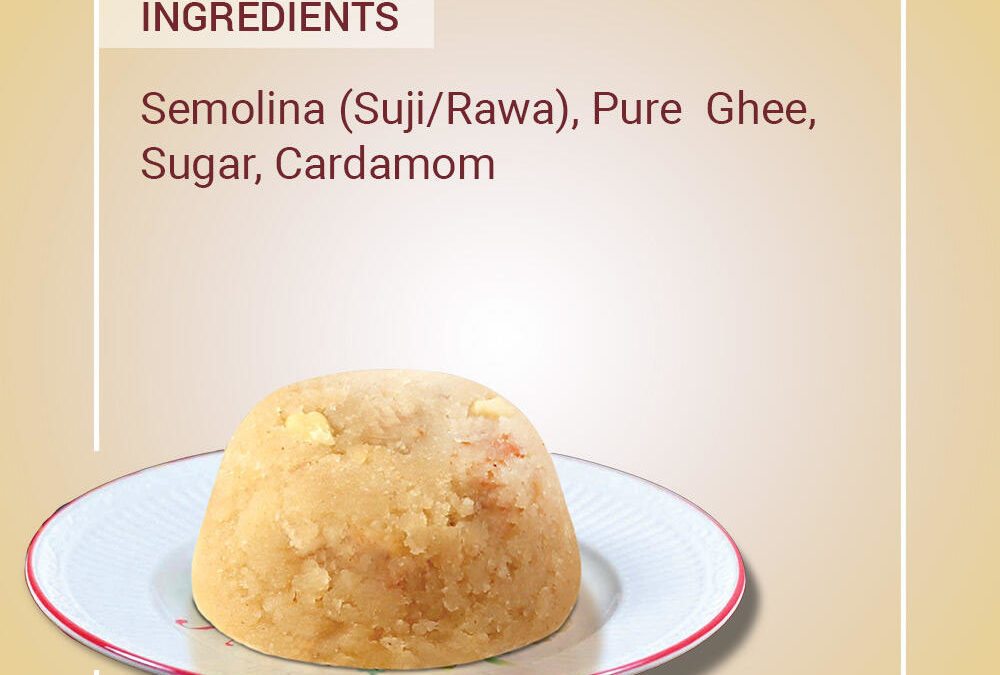 INGREDIENTS
Semolina (Suji/Rawa), Pure Ghee,
Sugar, Cardamom